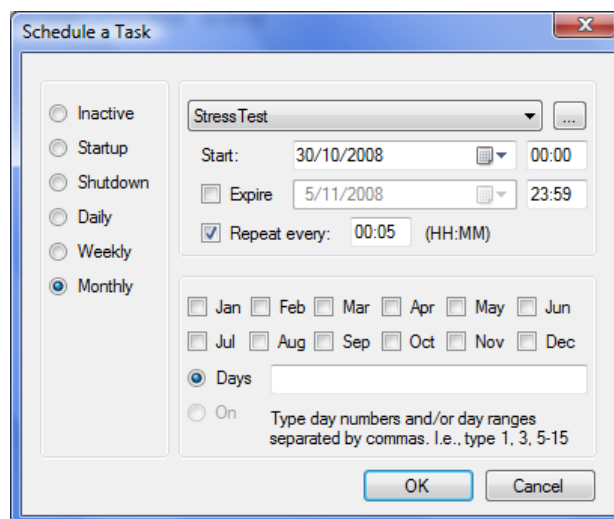 Schedule a Task
Inactive
Startup
Shutdown
Daily
Weekly
Monthly
StressTest ...
Start: 30/10/2008 00:00
Expire 5/11/2008 23:59
Repeat every: 00:05 (HH:MM)
Jan Feb Mar Apr May Jun
Jul Aug Sep Oct Nov Dec
Days
On
Type day numbers and/or day ranges
separated by commas. I.e., type 1, 3, 5-15
OK Cancel